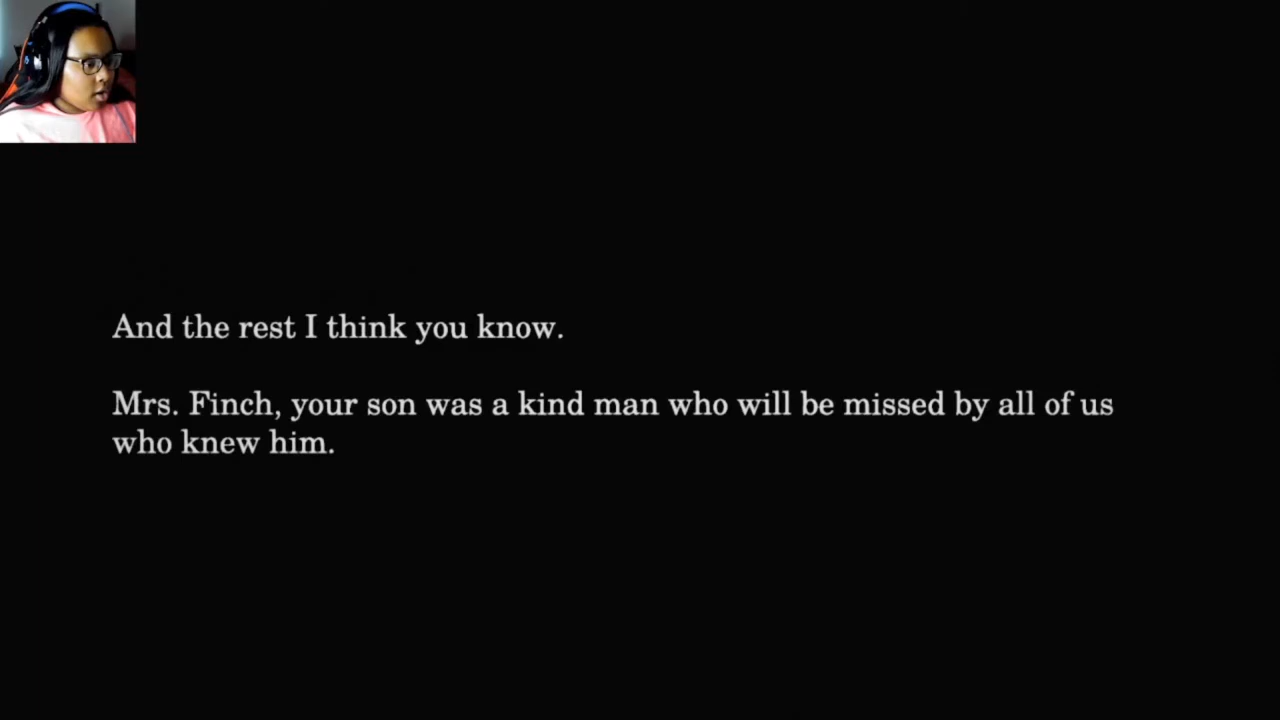 And the rest I think you know.
Mrs. Finch, your son was a kind man who will be missed by all of us
who knew him.